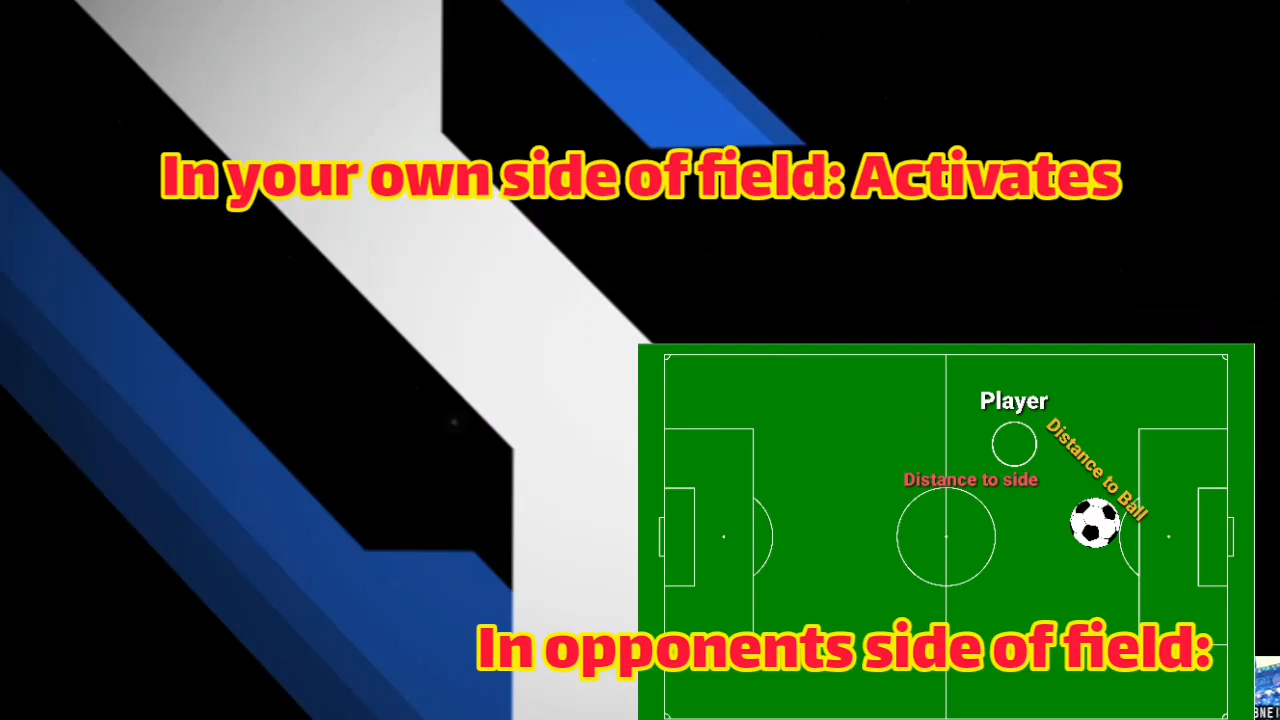 In your own side of field: Activates
Player
Distance to Ball
Distance to side
In opponents side of field: